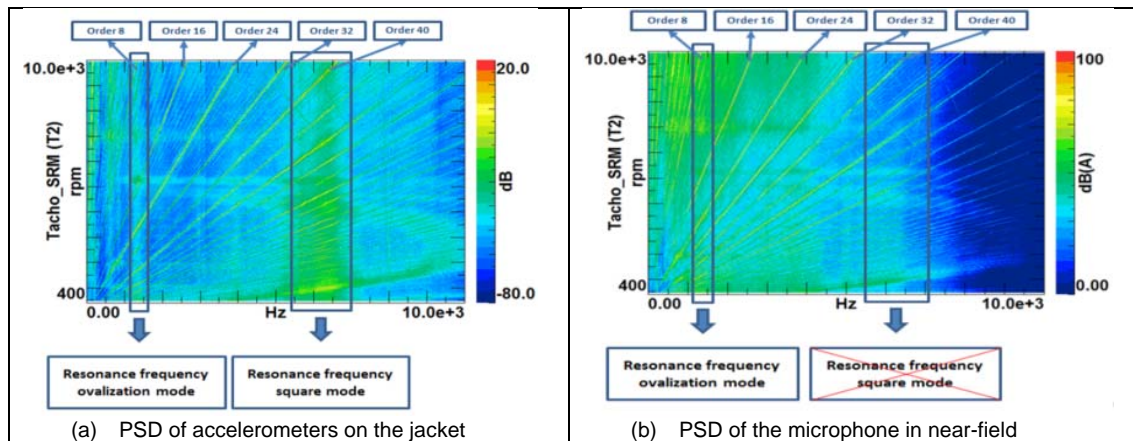 Order 8 Order 16 Order 24 Order 32 Order 40
10.0e+3
20.0
Tacho_SRM (T2)
rpm
dB
400
-80.0
0.00 Hz 10.0e+3
Resonance frequency
ovalization mode
Resonance frequency
square mode
(a) PSD of accelerometers on the jacket
Order 8 Order 16 Order 24 Order 32 Order 40
10.0e+3
100
Tacho_SRM (T2)
rpm
dB(A)
400
0.00
0.00 Hz 10.0e+3
Resonance frequency
ovalization mode
Resonance frequency
square mode
(b) PSD of the microphone in near-field